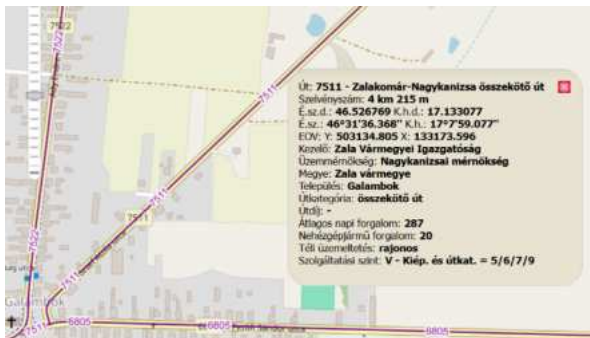 7522
7522
7511
7511
7522
Galambok
7511
6805
6805
6805
Út: 7511 - Zalakomár-Nagykanizsa összekötő út
Szelvényszám: 4 km 215 m
É.sz.d.: 46.526769 K.h.d.: 17.133077
É.sz.: 46°31'36.368" K.h.: 17°7'59.077"
EOV: Y: 503134.805 X: 133173.596
Kezelő: Zala Vármegyei Igazgatóság
Üzemmérnökség: Nagykanizsai mérnökség
Megye: Zala vármegye
Település: Galambok
Útkategória: összekötő út
Útdíj: -
Átlagos napi forgalom: 287
Nehézgépjármű forgalom: 20
Téli üzemeltetés: rajonos
Szolgáltatási szint: V - Kiép. és útkat. = 5/6/7/9